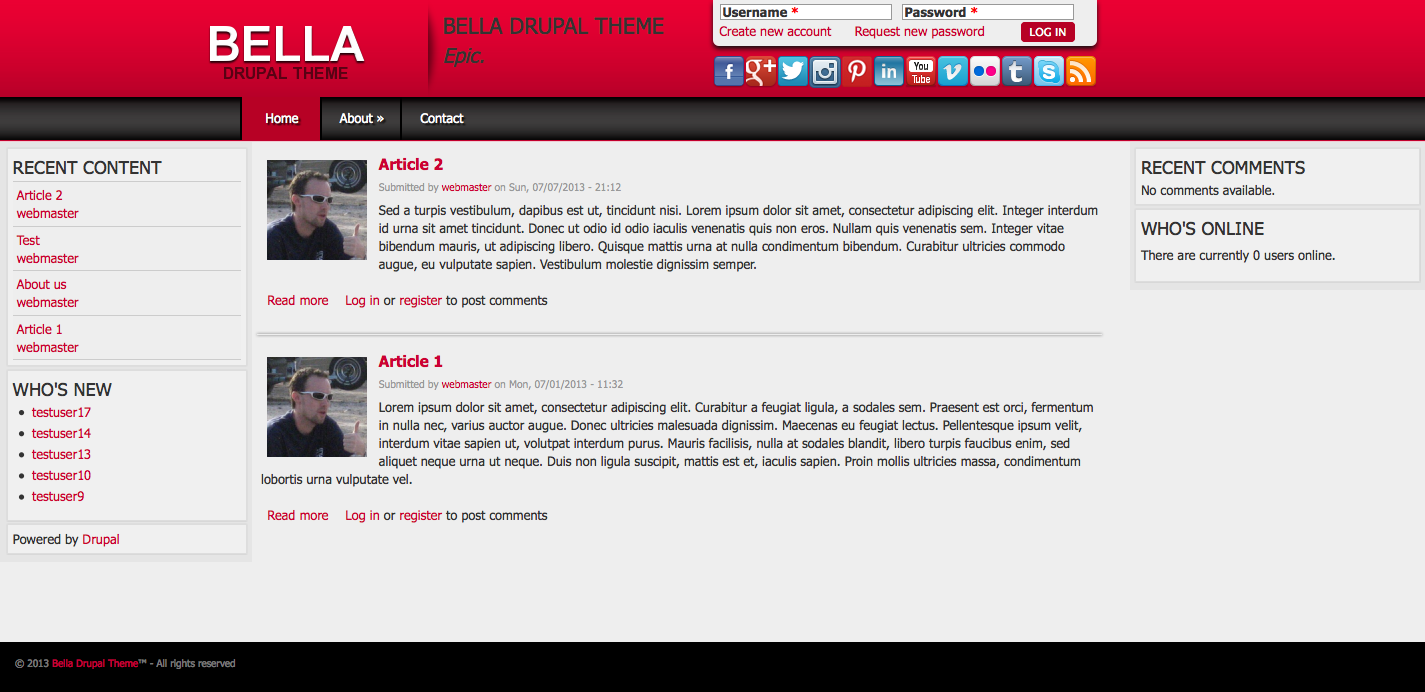 BELLA
DRUPAL THEME
BELLA DRUPAL THEME
Epic.
Username *
Password *
Create new account
Request new password
LOG IN
f
g+
P
in
You
Tube
v
t
S
Home
About »
Contact
RECENT CONTENT
Article 2
webmaster
Test
webmaster
About us
webmaster
Article 1
webmaster
WHO'S NEW
testuser17
testuser14
testuser13
testuser10
testuser9
Powered by Drupal
Article 2
Submitted by webmaster on Sun, 07/07/2013 - 21:12
Sed a turpis vestibulum, dapibus est ut, tincidunt nisi. Lorem ipsum dolor sit amet, consectetur adipiscing elit. Integer interdum
id urna sit amet tincidunt. Donec ut odio id odio iaculis venenatis quis non eros. Nullam quis venenatis sem. Integer vitae
bibendum mauris, ut adipiscing libero. Quisque mattis urna at nulla condimentum bibendum. Curabitur ultricies commodo
augue, eu vulputate sapien. Vestibulum molestie dignissim semper.
Read more
Log in or register to post comments
Article 1
Submitted by webmaster on Mon, 07/01/2013 - 11:32
Lorem ipsum dolor sit amet, consectetur adipiscing elit. Curabitur a feugiat ligula, a sodales sem. Praesent est orci, fermentum
in nulla nec, varius auctor augue. Donec ultricies malesuada dignissim. Maecenas eu feugiat lectus. Pellentesque ipsum velit,
interdum vitae sapien ut, volutpat interdum purus. Mauris facilisis, nulla at sodales blandit, libero turpis faucibus enim, sed
aliquet neque urna ut neque. Duis non ligula suscipit, mattis est et, iaculis sapien. Proin mollis ultricies massa, condimentum
lobortis urna vulputate vel.
Read more
Log in or register to post comments
RECENT COMMENTS
No comments available.
WHO'S ONLINE
There are currently 0 users online.
© 2013 Bella Drupal Theme™ - All rights reserved